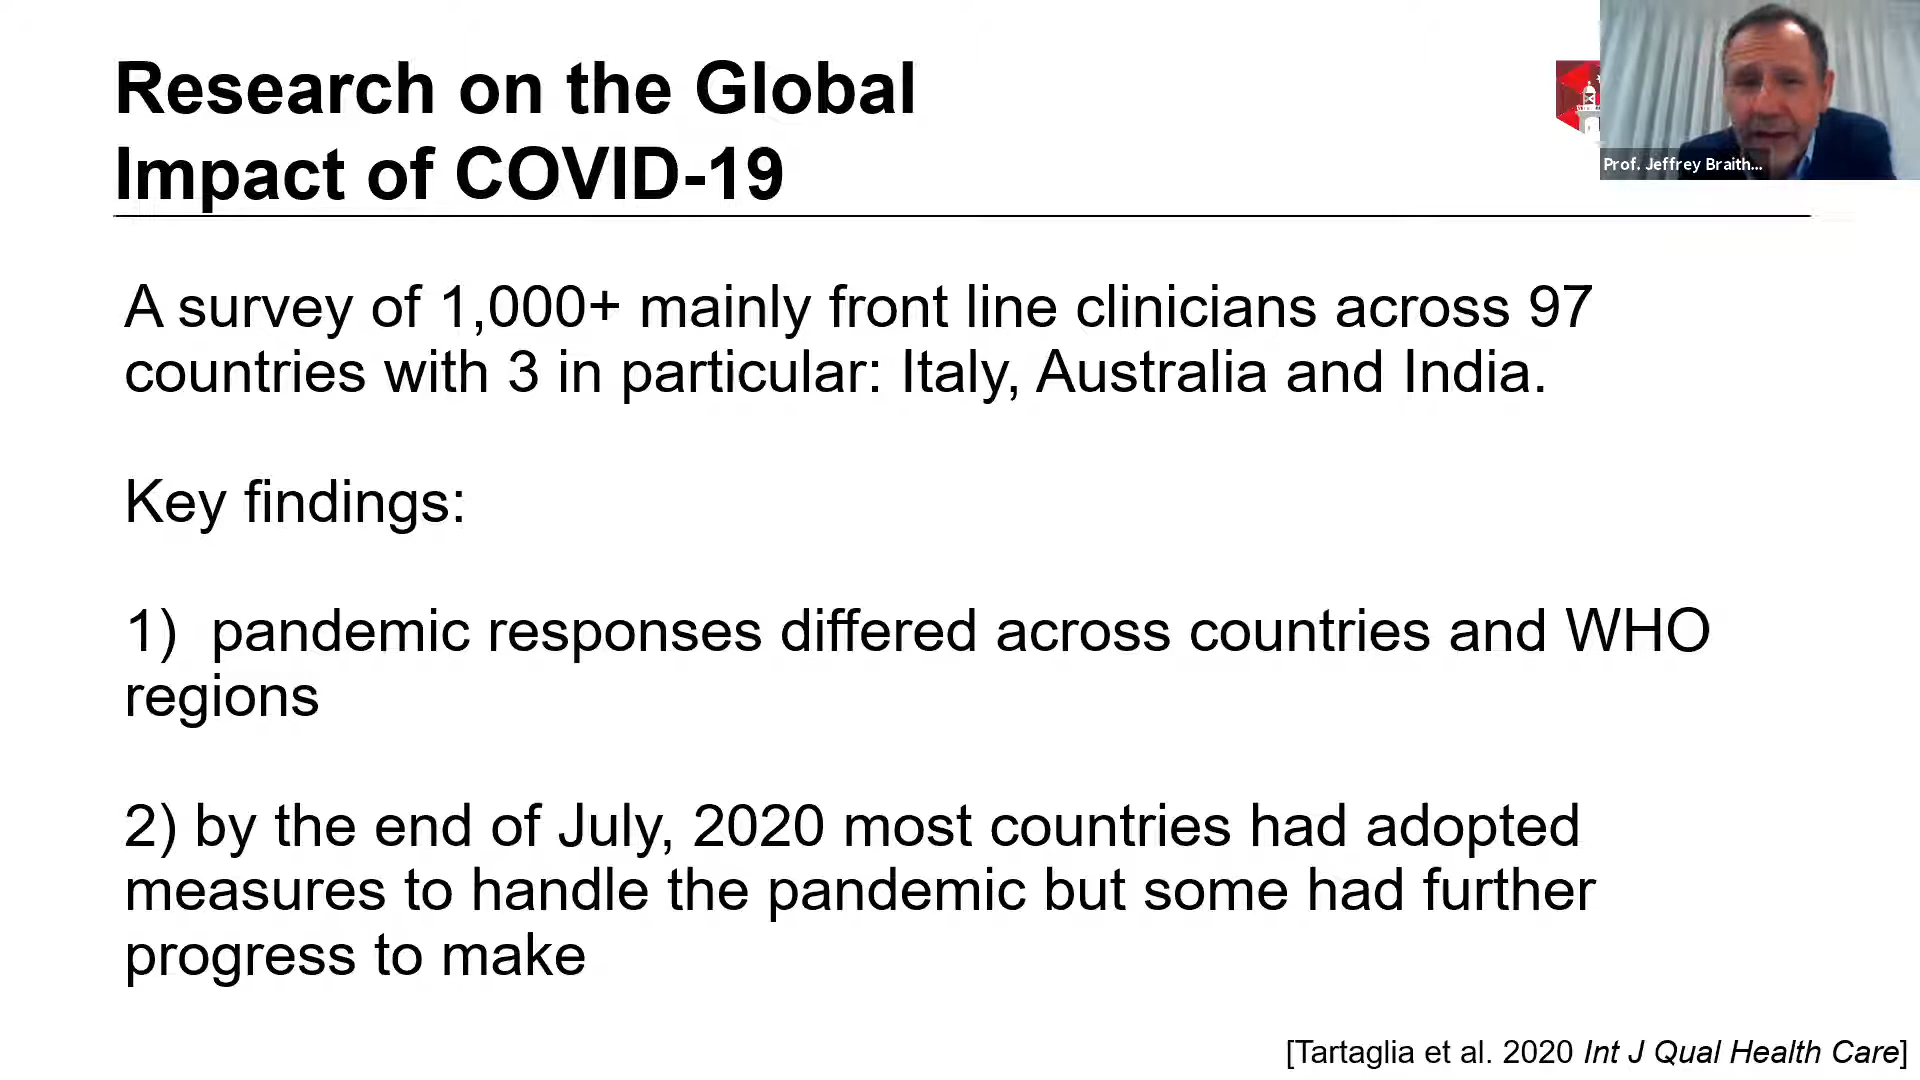 Research on the Global
Impact of COVID-19
Prof. Jeffrey Braith...
A survey of 1,000+ mainly front line clinicians across 97
countries with 3 in particular: Italy, Australia and India.
Key findings:
1) pandemic responses differed across countries and WHO
regions
2) by the end of July, 2020 most countries had adopted
measures to handle the pandemic but some had further
progress to make
[Tartaglia et al. 2020 Int J Qual Health Care]